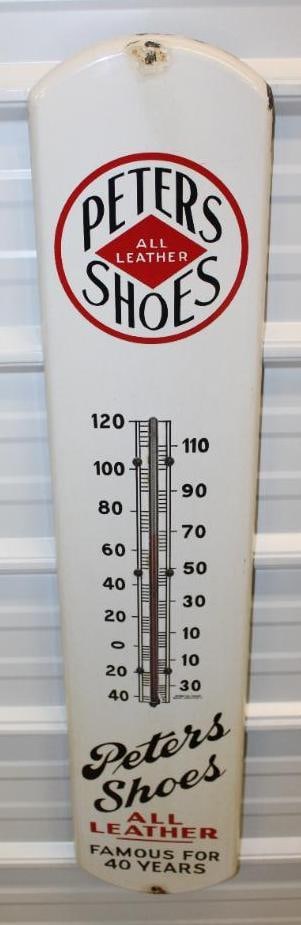 PETERS
ALL
LEATHER
SHOES
120
110
100
90
80
70
60
50
40
30
20
10
0
10
20
30
40
Peters
Shoes
ALL
LEATHER
FAMOUS FOR
40 YEARS